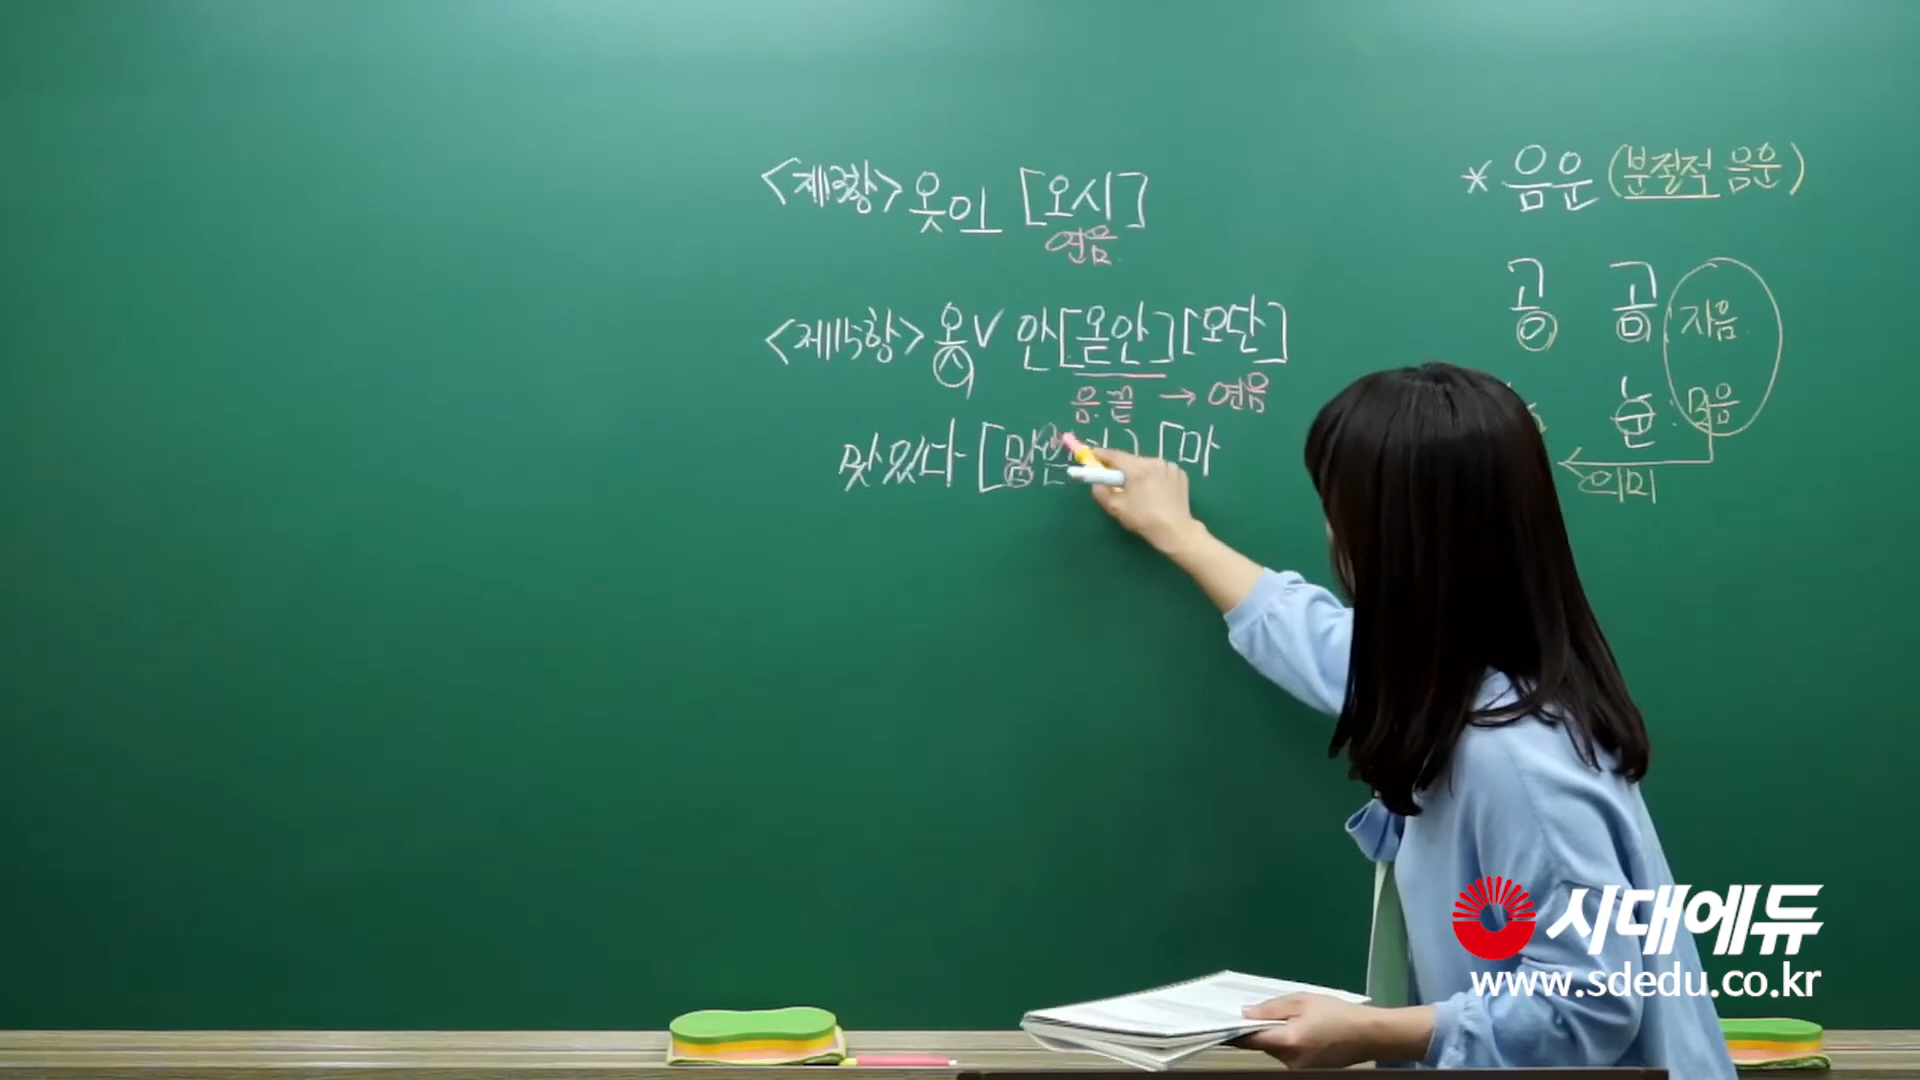 <제13항> 옷이 [오시]
연음
<제15항> 옷∨안 [옫안] [오단]
음끝 → 연음
맛있다 [맏 [마
* 음운 (분절적 음운)
공 곰 자음
눈 : 모음
의미
시대에듀
www.sdedu.co.kr